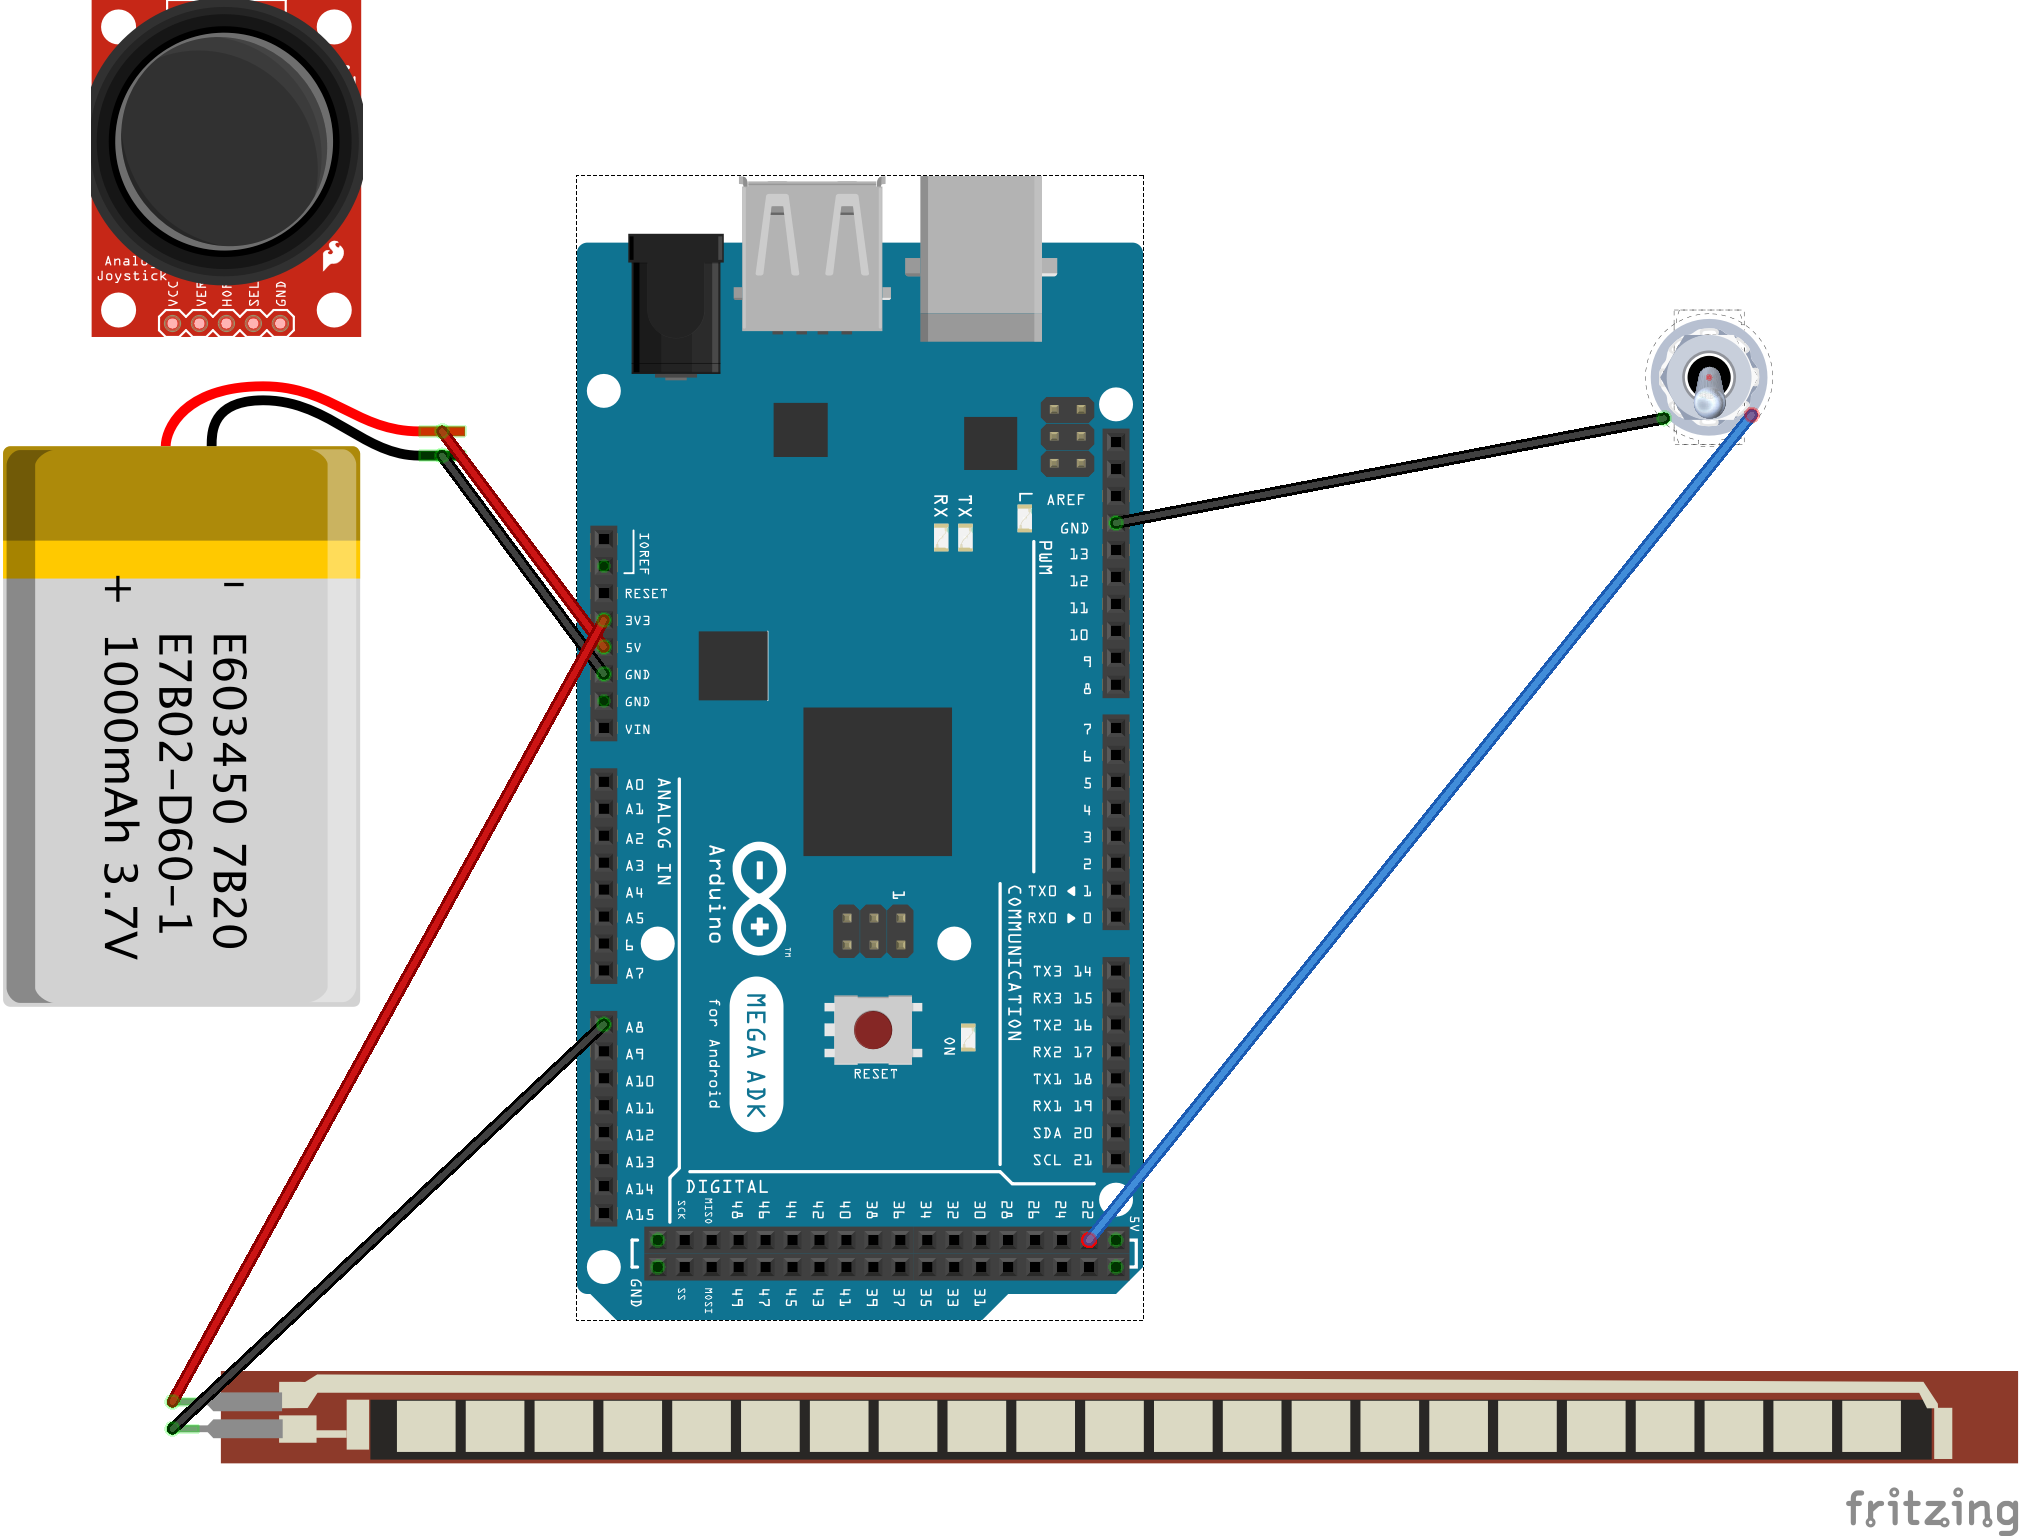 Joystick
VCC
SEL
GND
+
-
E603450 7B20
E7B02-D60-1
1000mAh 3.7V
RX
TX
L
AREF
GND
13
12
11
10
9
8
PWM
IOREF
RESET
3V3
5V
GND
GND
VIN
7
6
5
4
3
2
TX0 ◀ 1
RX0 ▶ 0
COMMUNICATION
A0
A1
A2
A3
A4
A5
6
A7
ANALOG IN
Arduino
TM
1
MEGA ADK
for Android
RESET
ON
TX3 14
RX3 15
TX2 16
RX2 17
TX1 18
RX1 19
SDA 20
SCL 21
A8
A9
A10
A11
A12
A13
A14
A15
DIGITAL
SCK
MISO
48
46
44
42
40
38
36
34
32
30
28
26
24
22
5V
GND
SS
MOSI
49
47
45
43
41
39
37
35
33
31
fritzing